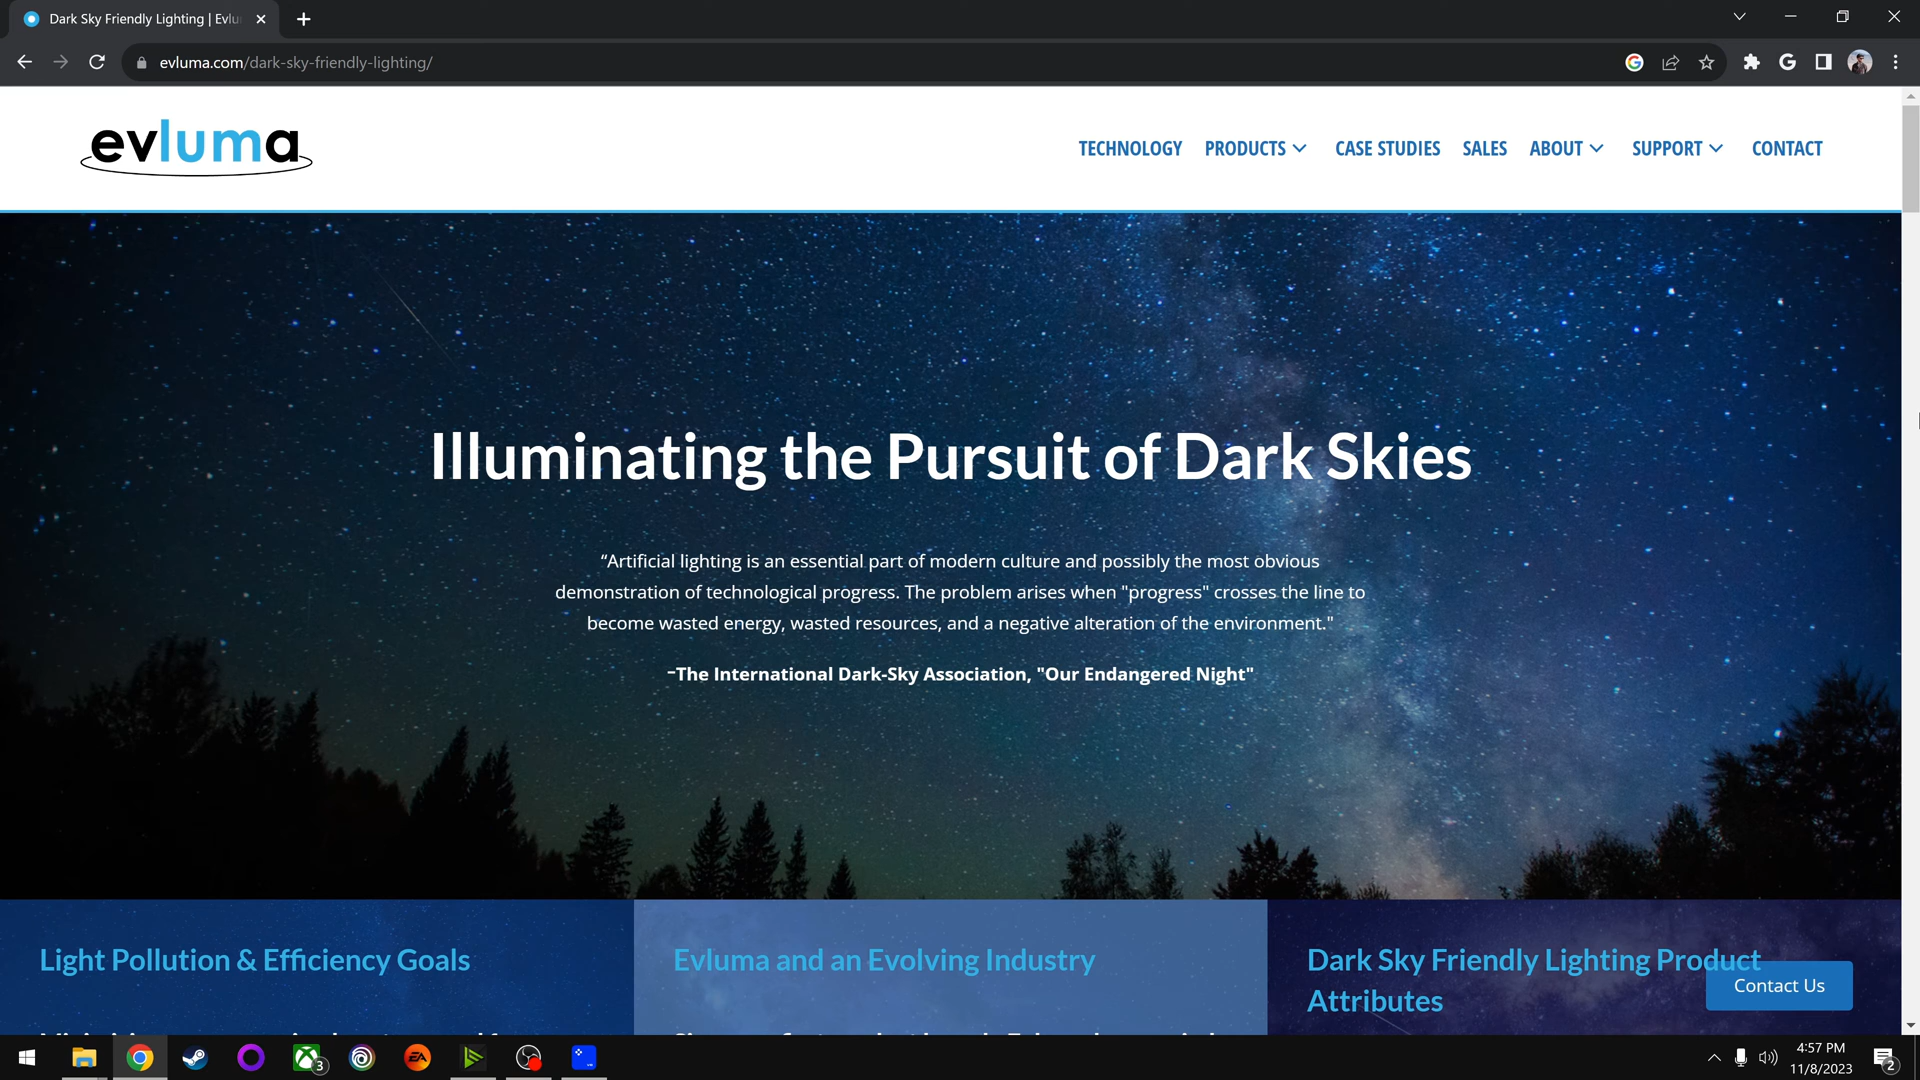 Dark Sky Friendly Lighting | Evlu
evluma.com/dark-sky-friendly-lighting/
evluma
TECHNOLOGY
PRODUCTS
CASE STUDIES
SALES
ABOUT
SUPPORT
CONTACT
Illuminating the Pursuit of Dark Skies
“Artificial lighting is an essential part of modern culture and possibly the most obvious
demonstration of technological progress. The problem arises when "progress" crosses the line to
become wasted energy, wasted resources, and a negative alteration of the environment."
–The International Dark-Sky Association, "Our Endangered Night"
Light Pollution & Efficiency Goals
Evluma and an Evolving Industry
Dark Sky Friendly Lighting Product
Attributes
Contact Us
3
EA
4:57 PM
11/8/2023
2